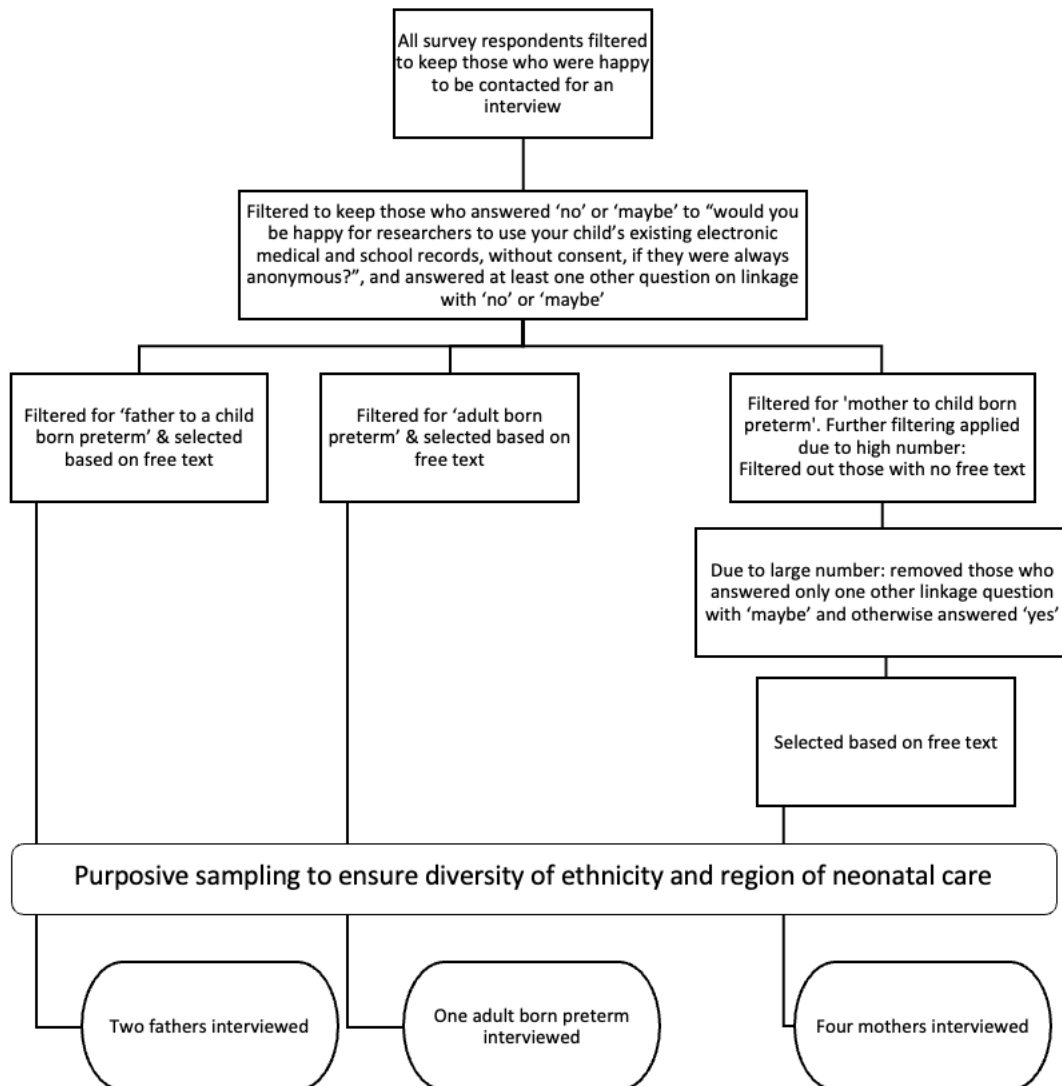 All survey respondents filtered
to keep those who were happy
to be contacted for an
interview
Filtered to keep those who answered ‘no’ or ‘maybe’ to “would you
be happy for researchers to use your child’s existing electronic
medical and school records, without consent, if they were always
anonymous?”, and answered at least one other question on linkage
with ‘no’ or ‘maybe’
Filtered for ‘father to a child
born preterm’ & selected
based on free text
Filtered for ‘adult born
preterm’ & selected based on
free text
Filtered for 'mother to child born
preterm'. Further filtering applied
due to high number:
Filtered out those with no free text
Due to large number: removed those who
answered only one other linkage question
with ‘maybe’ and otherwise answered ‘yes’
Selected based on free text
Purposive sampling to ensure diversity of ethnicity and region of neonatal care
Two fathers interviewed
One adult born preterm
interviewed
Four mothers interviewed